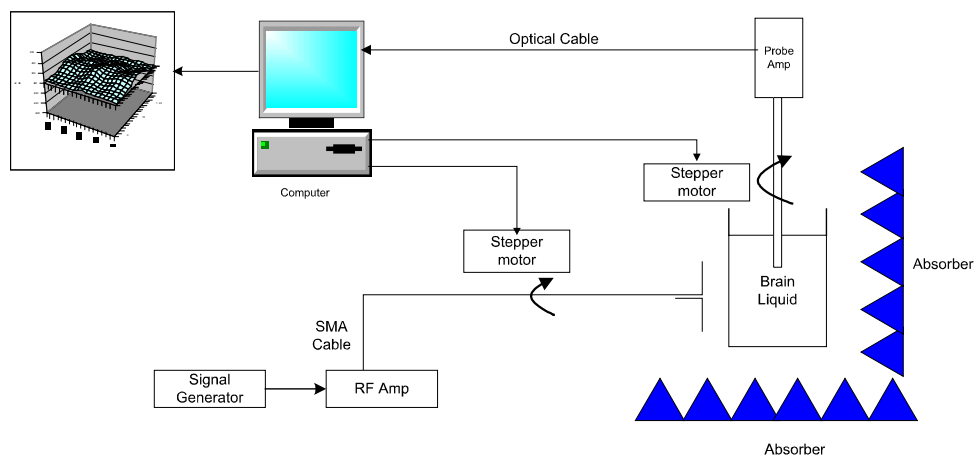 Optical Cable
Probe
Amp
Computer
Stepper
motor
Stepper
motor
Brain
Liquid
Absorber
SMA
Cable
Signal
Generator
RF Amp
Absorber